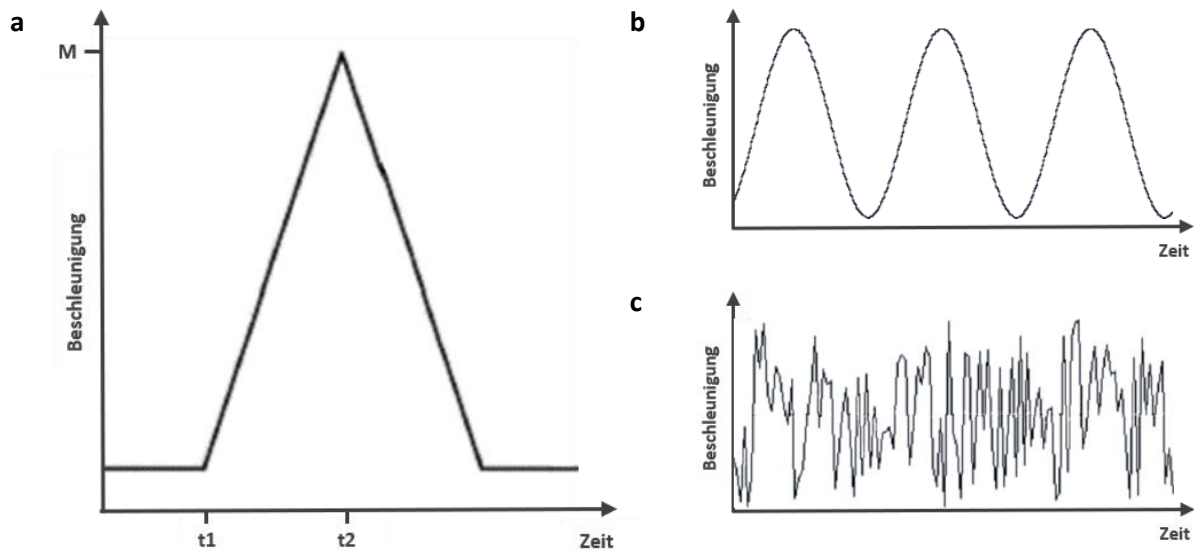 a
M
Beschleunigung
t1
t2
Zeit
b
Beschleunigung
Zeit
c
Beschleunigung
Zeit